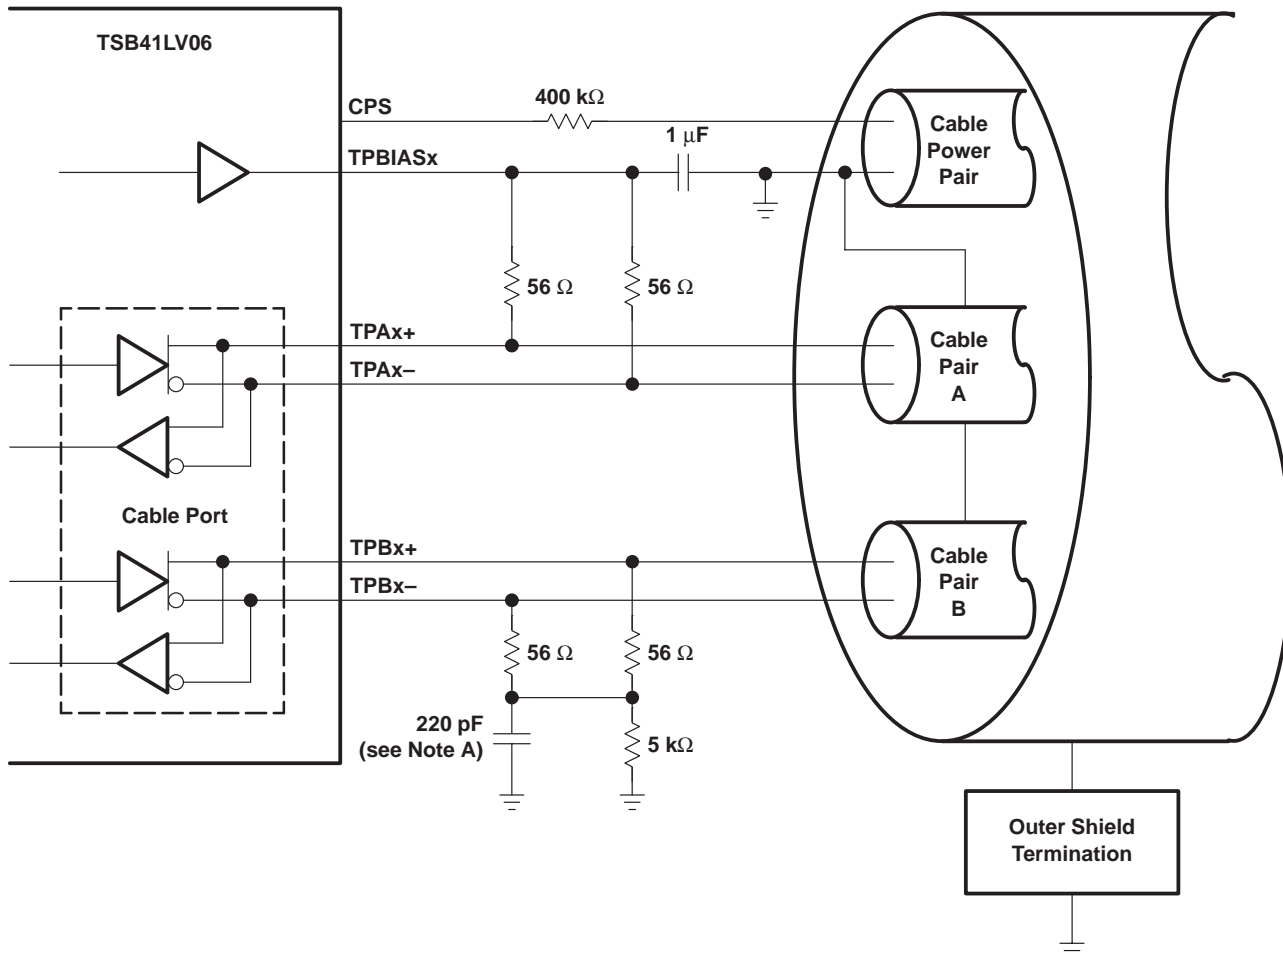 TSB41LV06
CPS
400 kΩ
Cable
Power
Pair
1 μF
TPBIASx
56 Ω
56 Ω
TPAx+
TPAx–
Cable
Pair
A
Cable Port
TPBx+
TPBx–
Cable
Pair
B
56 Ω
56 Ω
220 pF
(see Note A)
5 kΩ
Outer Shield
Termination